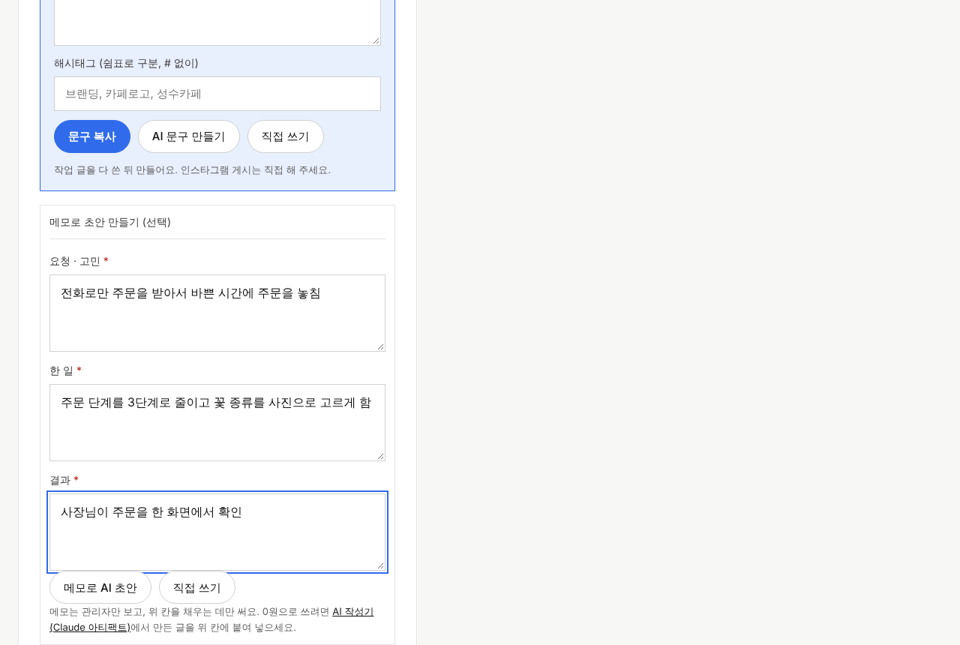 해시태그 (쉼표로 구분, # 없이)
브랜딩, 카페로고, 성수카페
문구 복사 AI 문구 만들기 직접 쓰기
작업 글을 다 쓴 뒤 만들어요. 인스타그램 게시는 직접 해 주세요.
메모로 초안 만들기 (선택)
요청 · 고민 *
전화로만 주문을 받아서 바쁜 시간에 주문을 놓침
한 일 *
주문 단계를 3단계로 줄이고 꽃 종류를 사진으로 고르게 함
결과 *
사장님이 주문을 한 화면에서 확인
메모로 AI 초안 직접 쓰기
메모는 관리자만 보고, 위 칸을 채우는 데만 써요. 0원으로 쓰려면 AI 작성기
(Claude 아티팩트)에서 만든 글을 위 칸에 붙여 넣으세요.